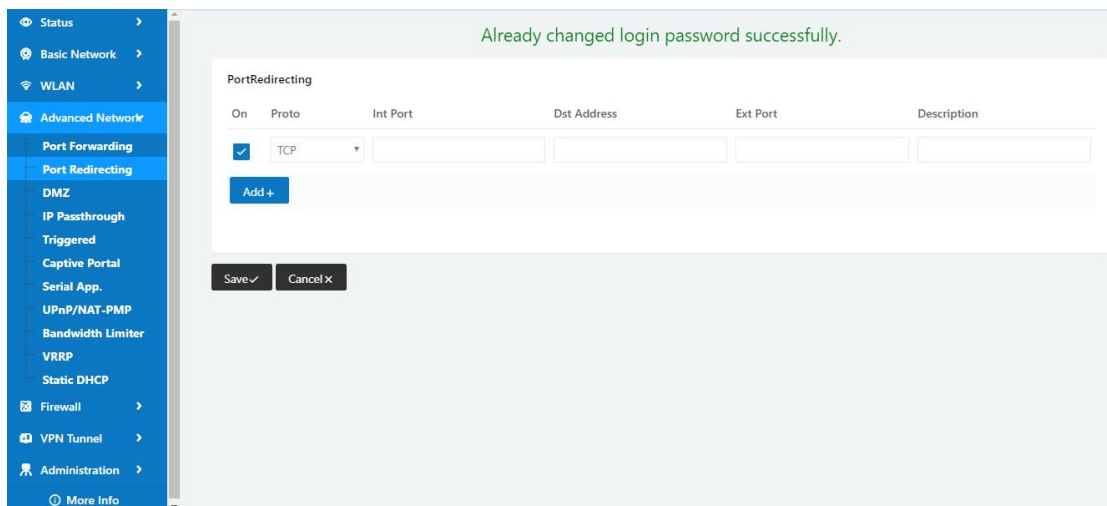 Status
Basic Network
WLAN
Advanced Network
Port Forwarding
Port Redirecting
DMZ
IP Passthrough
Triggered
Captive Portal
Serial App.
UPnP/NAT-PMP
Bandwidth Limiter
VRRP
Static DHCP
Firewall
VPN Tunnel
Administration
More Info
Already changed login password successfully.
PortRedirecting
On Proto Int Port Dst Address Ext Port Description
TCP
Add +
Save Cancel